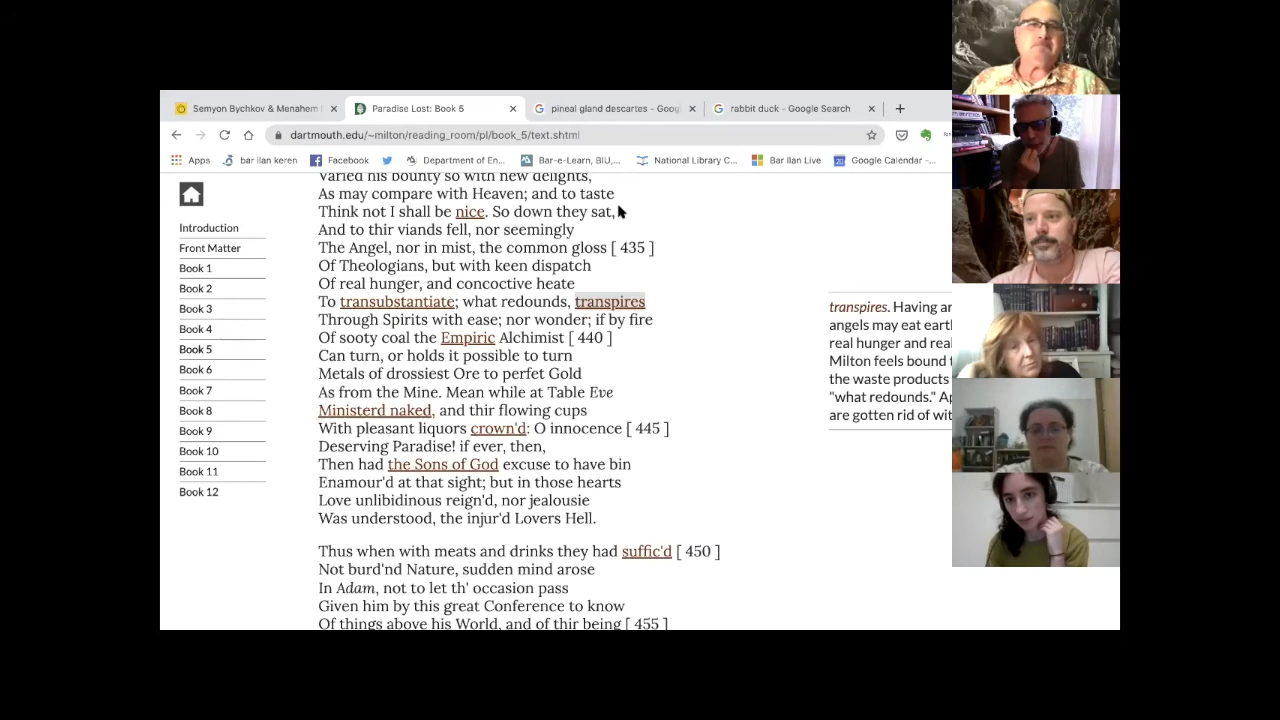 Semyon Bychkov & Menahem
Paradise Lost: Book 5
pineal gland descartes - Goog
rabbit duck - Google Search
dartmouth.edu/~milton/reading_room/pl/book_5/text.shtml
Apps
bar ilan keren
Facebook
Department of En...
Bar-e-Learn, BIU,...
National Library C...
Bar Ilan Live
Google Calendar -...
Introduction
Front Matter
Book 1
Book 2
Book 3
Book 4
Book 5
Book 6
Book 7
Book 8
Book 9
Book 10
Book 11
Book 12
Varied his bounty so with new delights,
As may compare with Heaven; and to taste
Think not I shall be nice. So down they sat,
And to thir viands fell, nor seemingly
The Angel, nor in mist, the common gloss [ 435 ]
Of Theologians, but with keen dispatch
Of real hunger, and concoctive heate
To transubstantiate; what redounds, transpires
Through Spirits with ease; nor wonder; if by fire
Of sooty coal the Empiric Alchimist [ 440 ]
Can turn, or holds it possible to turn
Metals of drossiest Ore to perfet Gold
As from the Mine. Mean while at Table Eve
Ministerd naked, and thir flowing cups
With pleasant liquors crown'd: O innocence [ 445 ]
Deserving Paradise! if ever, then,
Then had the Sons of God excuse to have bin
Enamour'd at that sight; but in those hearts
Love unlibidinous reign'd, nor jealousie
Was understood, the injur'd Lovers Hell.
Thus when with meats and drinks they had suffic'd [ 450 ]
Not burd'nd Nature, sudden mind arose
In Adam, not to let th' occasion pass
Given him by this great Conference to know
Of things above his World, and of thir being [ 455 ]
transpires. Having ar
angels may eat earth
real hunger and real
Milton feels bound t
the waste products
"what redounds." Ap
are gotten rid of wit